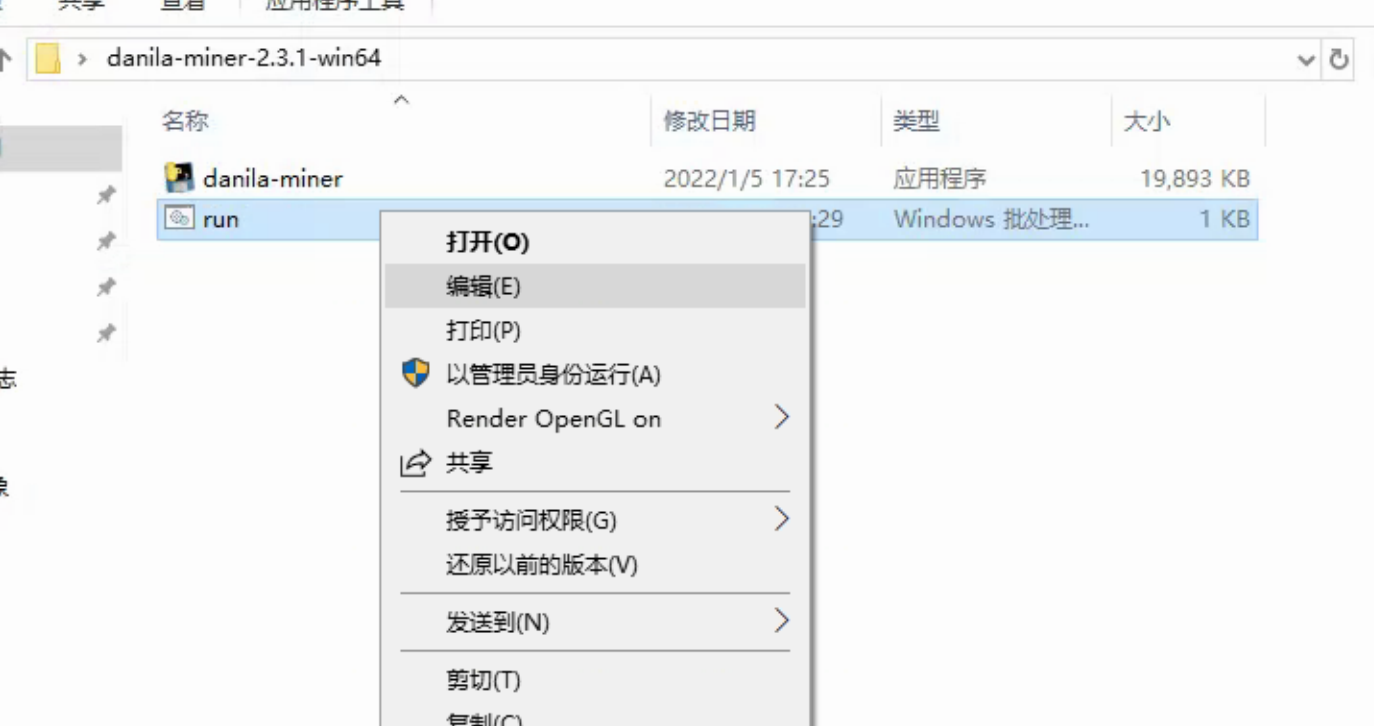 共享 查看 应用程序工具
danila-miner-2.3.1-win64
名称 修改日期 类型 大小
danila-miner 2022/1/5 17:25 应用程序 19,893 KB
run :29 Windows 批处理... 1 KB
打开(O)
编辑(E)
打印(P)
以管理员身份运行(A)
Render OpenGL on
共享
志
授予访问权限(G)
还原以前的版本(V)
发送到(N)
剪切(T)
复制(C)